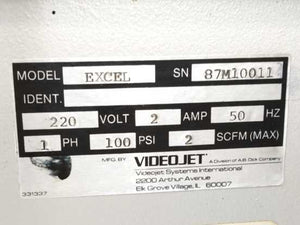 MODEL EXCEL SN 87M10011
IDENT.
220 VOLT 2 AMP 50 HZ
1 PH 100 PSI 2 SCFM (MAX)
MFG. BY VIDEOJET A Division of A.B. Dick Company
Videojet Systems International
2200 Arthur Avenue
Elk Grove Village, IL 60007